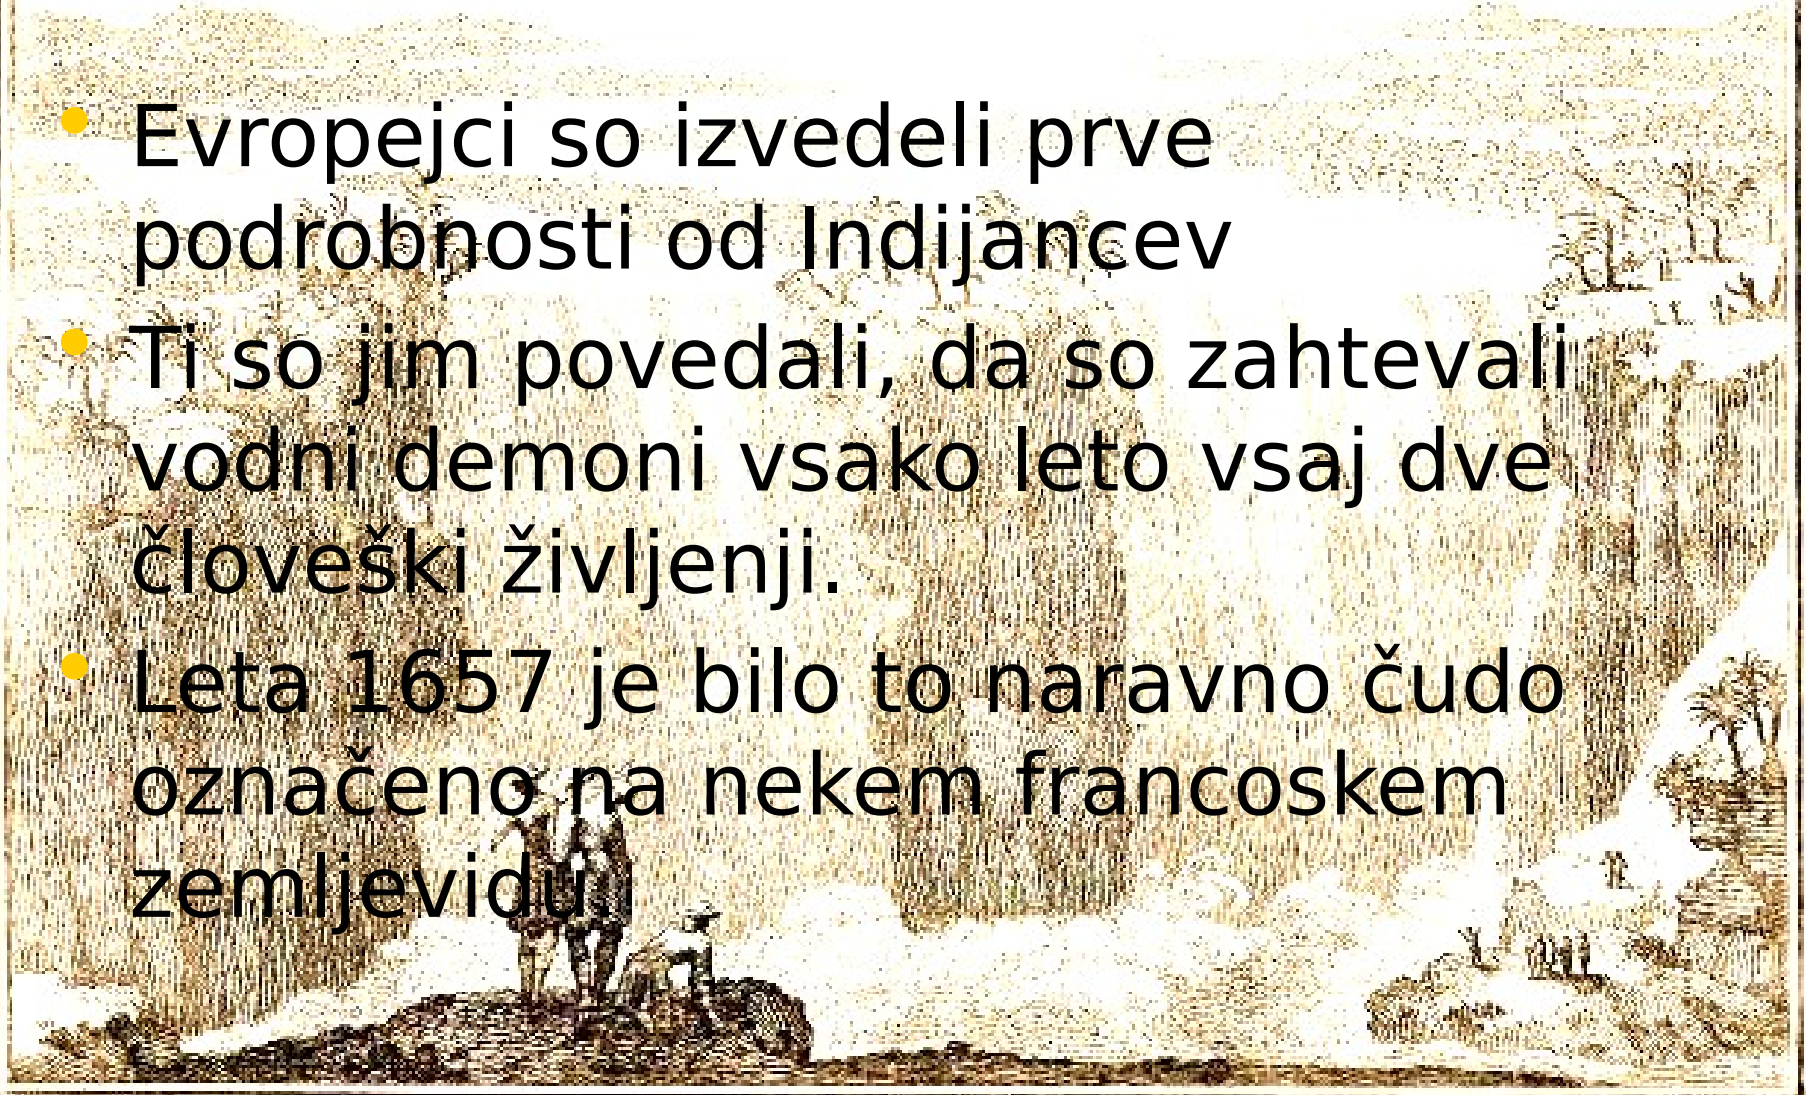 • Evropejci so izvedeli prve
podrobnosti od Indijancev
• Ti so jim povedali, da so zahtevali
vodni demoni vsako leto vsaj dve
človeški življenji.
• Leta 1657 je bilo to naravno čudo
označeno na nekem francoskem
zemljevidu.